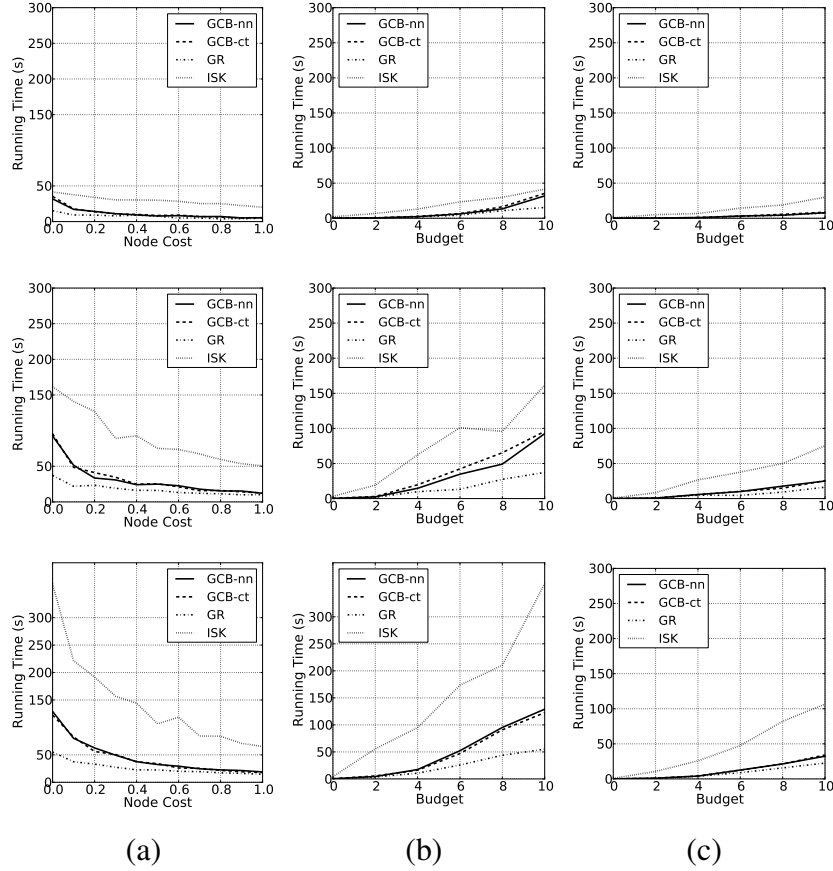 300
250
200
150
50
0
Running Time (s)
GCB-nn
GCB-ct
GR
ISK
0.0 0.2 0.4 0.6 0.8 1.0
Node Cost
300
250
200
150
100
50
0
Running Time (s)
GCB-nn
GCB-ct
GR
ISK
0 2 4 6 8 10
Budget
300
250
200
150
100
50
0
Running Time (s)
GCB-nn
GCB-ct
GR
ISK
0 2 4 6 8 10
Budget
300
250
200
150
50
0
Running Time (s)
GCB-nn
GCB-ct
GR
ISK
0.0 0.2 0.4 0.6 0.8 1.0
Node Cost
300
250
200
150
100
50
0
Running Time (s)
GCB-nn
GCB-ct
GR
ISK
0 2 4 6 8 10
Budget
300
250
200
150
100
50
0
Running Time (s)
GCB-nn
GCB-ct
GR
ISK
0 2 4 6 8 10
Budget
300
250
200
150
50
0
Running Time (s)
GCB-nn
GCB-ct
GR
ISK
0.0 0.2 0.4 0.6 0.8 1.0
Node Cost
300
250
200
150
100
50
0
Running Time (s)
GCB-nn
GCB-ct
GR
ISK
0 2 4 6 8 10
Budget
300
250
200
150
100
50
0
Running Time (s)
GCB-nn
GCB-ct
GR
ISK
0 2 4 6 8 10
Budget
(a) (b) (c)